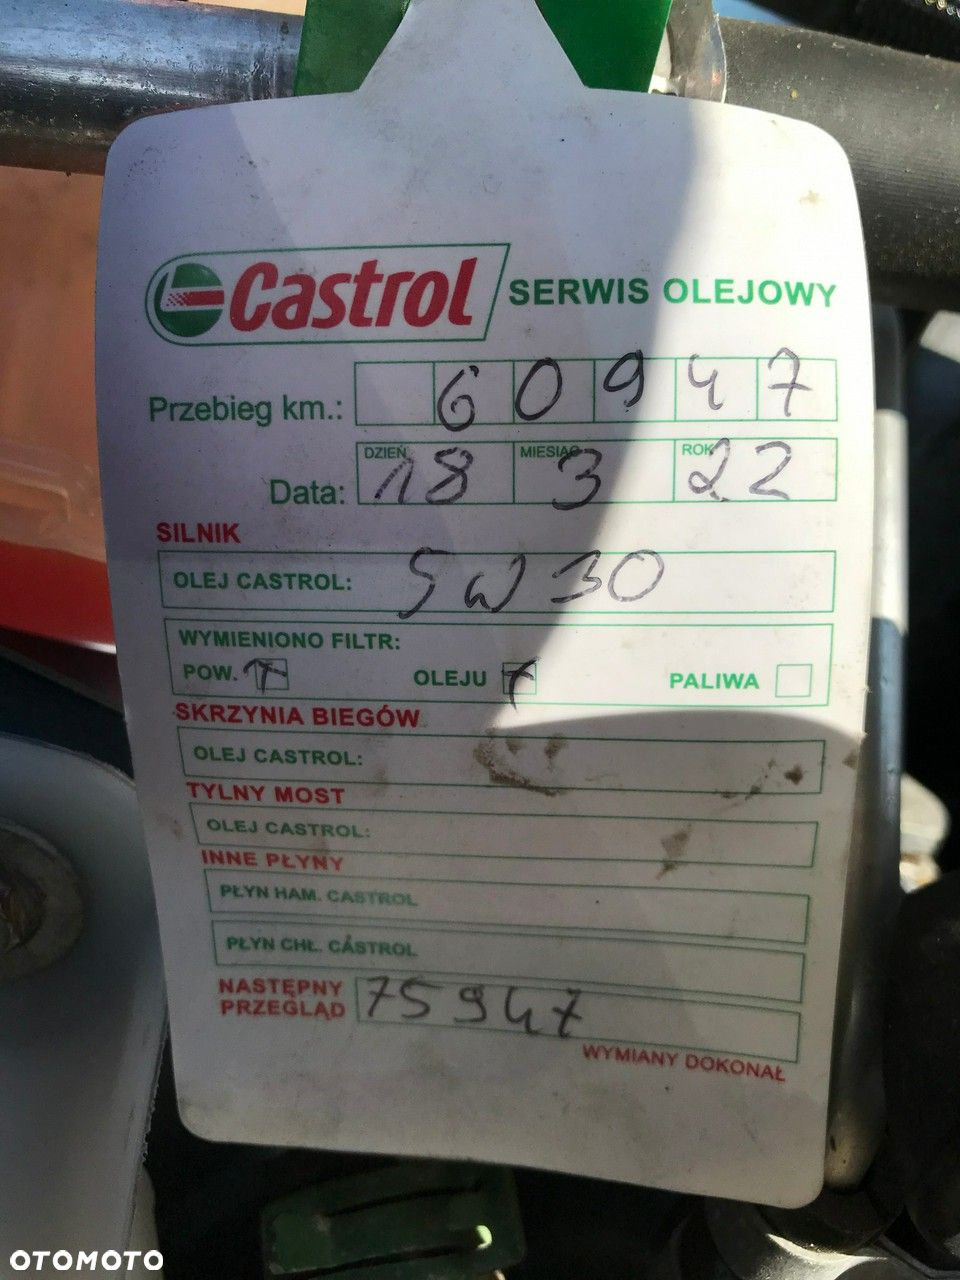 Castrol SERWIS OLEJOWY
Przebieg km.: 60947
DZIEŃ MIESIĄC ROK
Data: 18 3 22
SILNIK
OLEJ CASTROL: 5W30
WYMIENIONO FILTR:
POW. OLEJU PALIWA
SKRZYNIA BIEGÓW
OLEJ CASTROL:
TYLNY MOST
OLEJ CASTROL:
INNE PŁYNY
PŁYN HAM. CASTROL
PŁYN CHŁ. CASTROL
NASTĘPNY
PRZEGLĄD 75947
WYMIANY DOKONAŁ
OTOMOTO